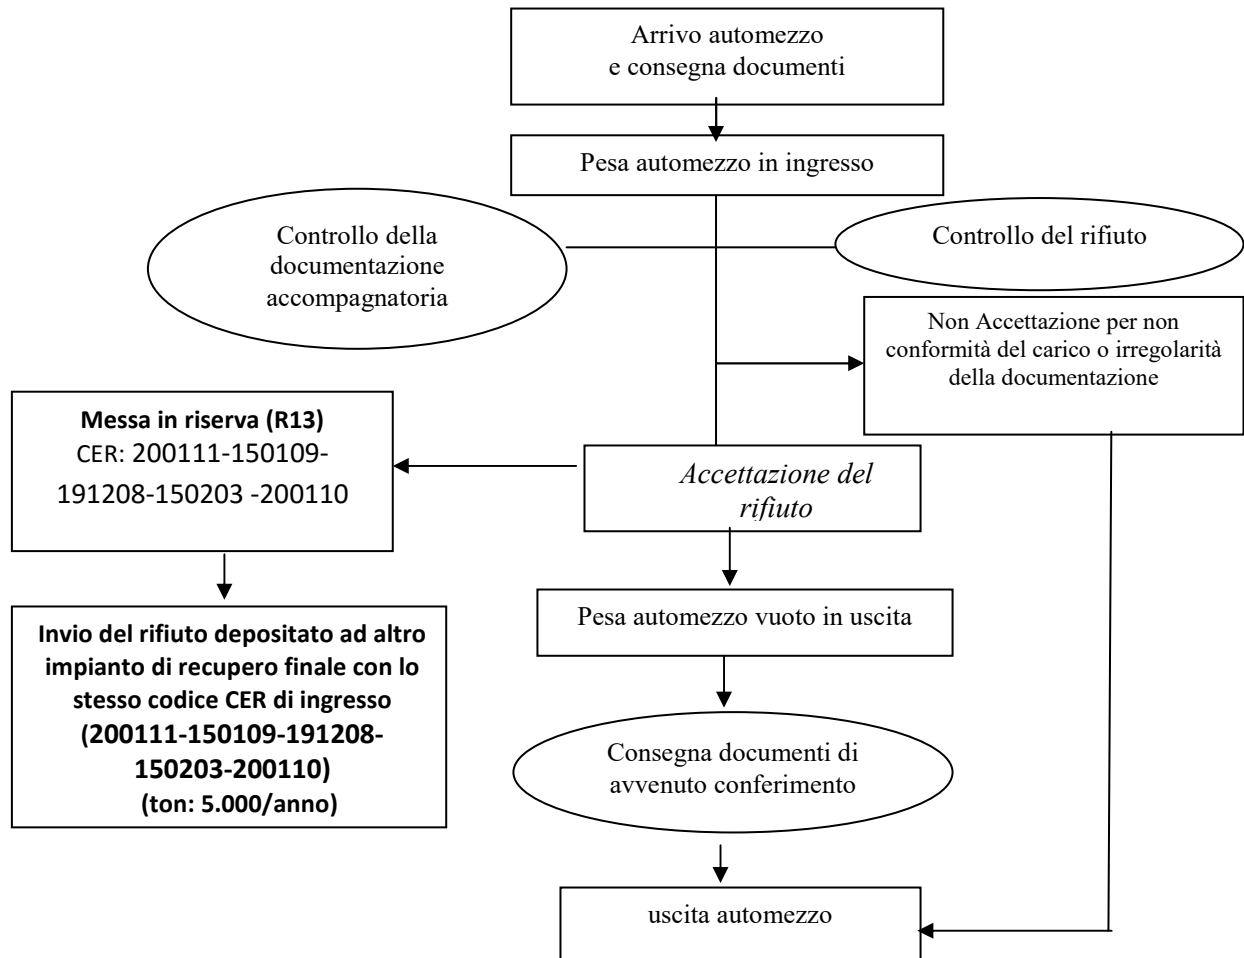 Arrivo automezzo
e consegna documenti
Pesa automezzo in ingresso
Controllo della
documentazione
accompagnatoria
Controllo del rifiuto
Non Accettazione per non
conformità del carico o irregolarità
della documentazione
Messa in riserva (R13)
CER: 200111-150109-
191208-150203 -200110
Accettazione del
rifiuto
Invio del rifiuto depositato ad altro
impianto di recupero finale con lo
stesso codice CER di ingresso
(200111-150109-191208-
150203-200110)
(ton: 5.000/anno)
Pesa automezzo vuoto in uscita
Consegna documenti di
avvenuto conferimento
uscita automezzo